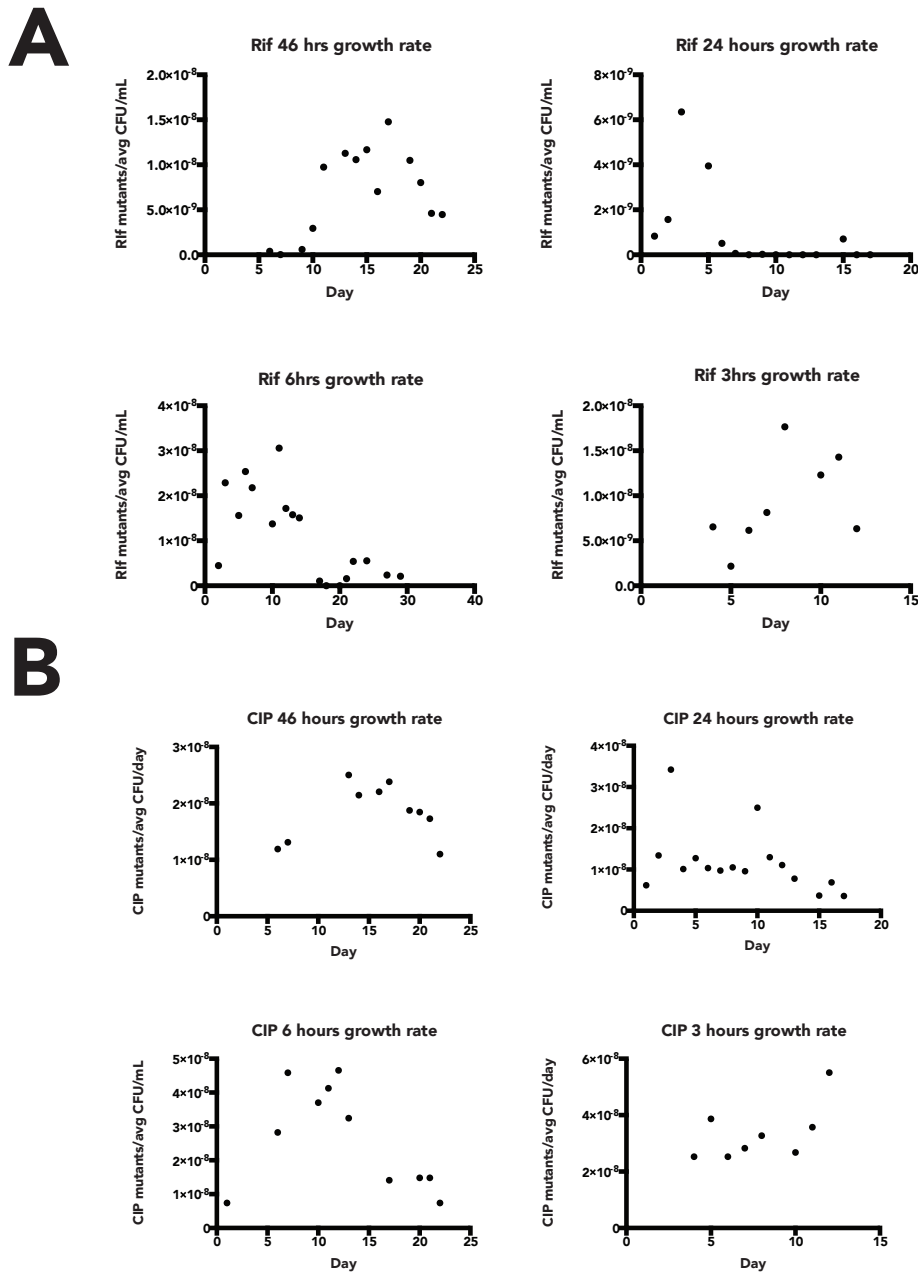 A
Rif 46 hrs growth rate
RIf mutants/avg CFU/mL
2.0×10-8
1.5×10-8
1.0×10-8
5.0×10-9
0.0
0 5 10 15 20 25
Day
Rif 24 hours growth rate
RIf mutants/avg CFU/mL
8×10-9
6×10-9
4×10-9
2×10-9
0
0 5 10 15 20
Day
Rif 6hrs growth rate
RIf mutants/avg CFU/mL
4×10-8
3×10-8
2×10-8
1×10-8
0
0 10 20 30 40
Day
Rif 3hrs growth rate
RIf mutants/avg CFU/mL
2.0×10-8
1.5×10-8
1.0×10-8
5.0×10-9
0.0
0 5 10 15
Day
B
CIP 46 hours growth rate
CIP mutants/avg CFU/day
3×10-8
2×10-8
1×10-8
0
0 5 10 15 20 25
Day
CIP 24 hours growth rate
CIP mutants/avg CFU/day
4×10-8
3×10-8
2×10-8
1×10-8
0
0 5 10 15 20
Day
CIP 6 hours growth rate
CIP mutants/avg CFU/mL
5×10-8
4×10-8
3×10-8
2×10-8
1×10-8
0
0 5 10 15 20 25
Day
CIP 3 hours growth rate
CIP mutants/avg CFU/day
6×10-8
4×10-8
2×10-8
0
0 5 10 15
Day